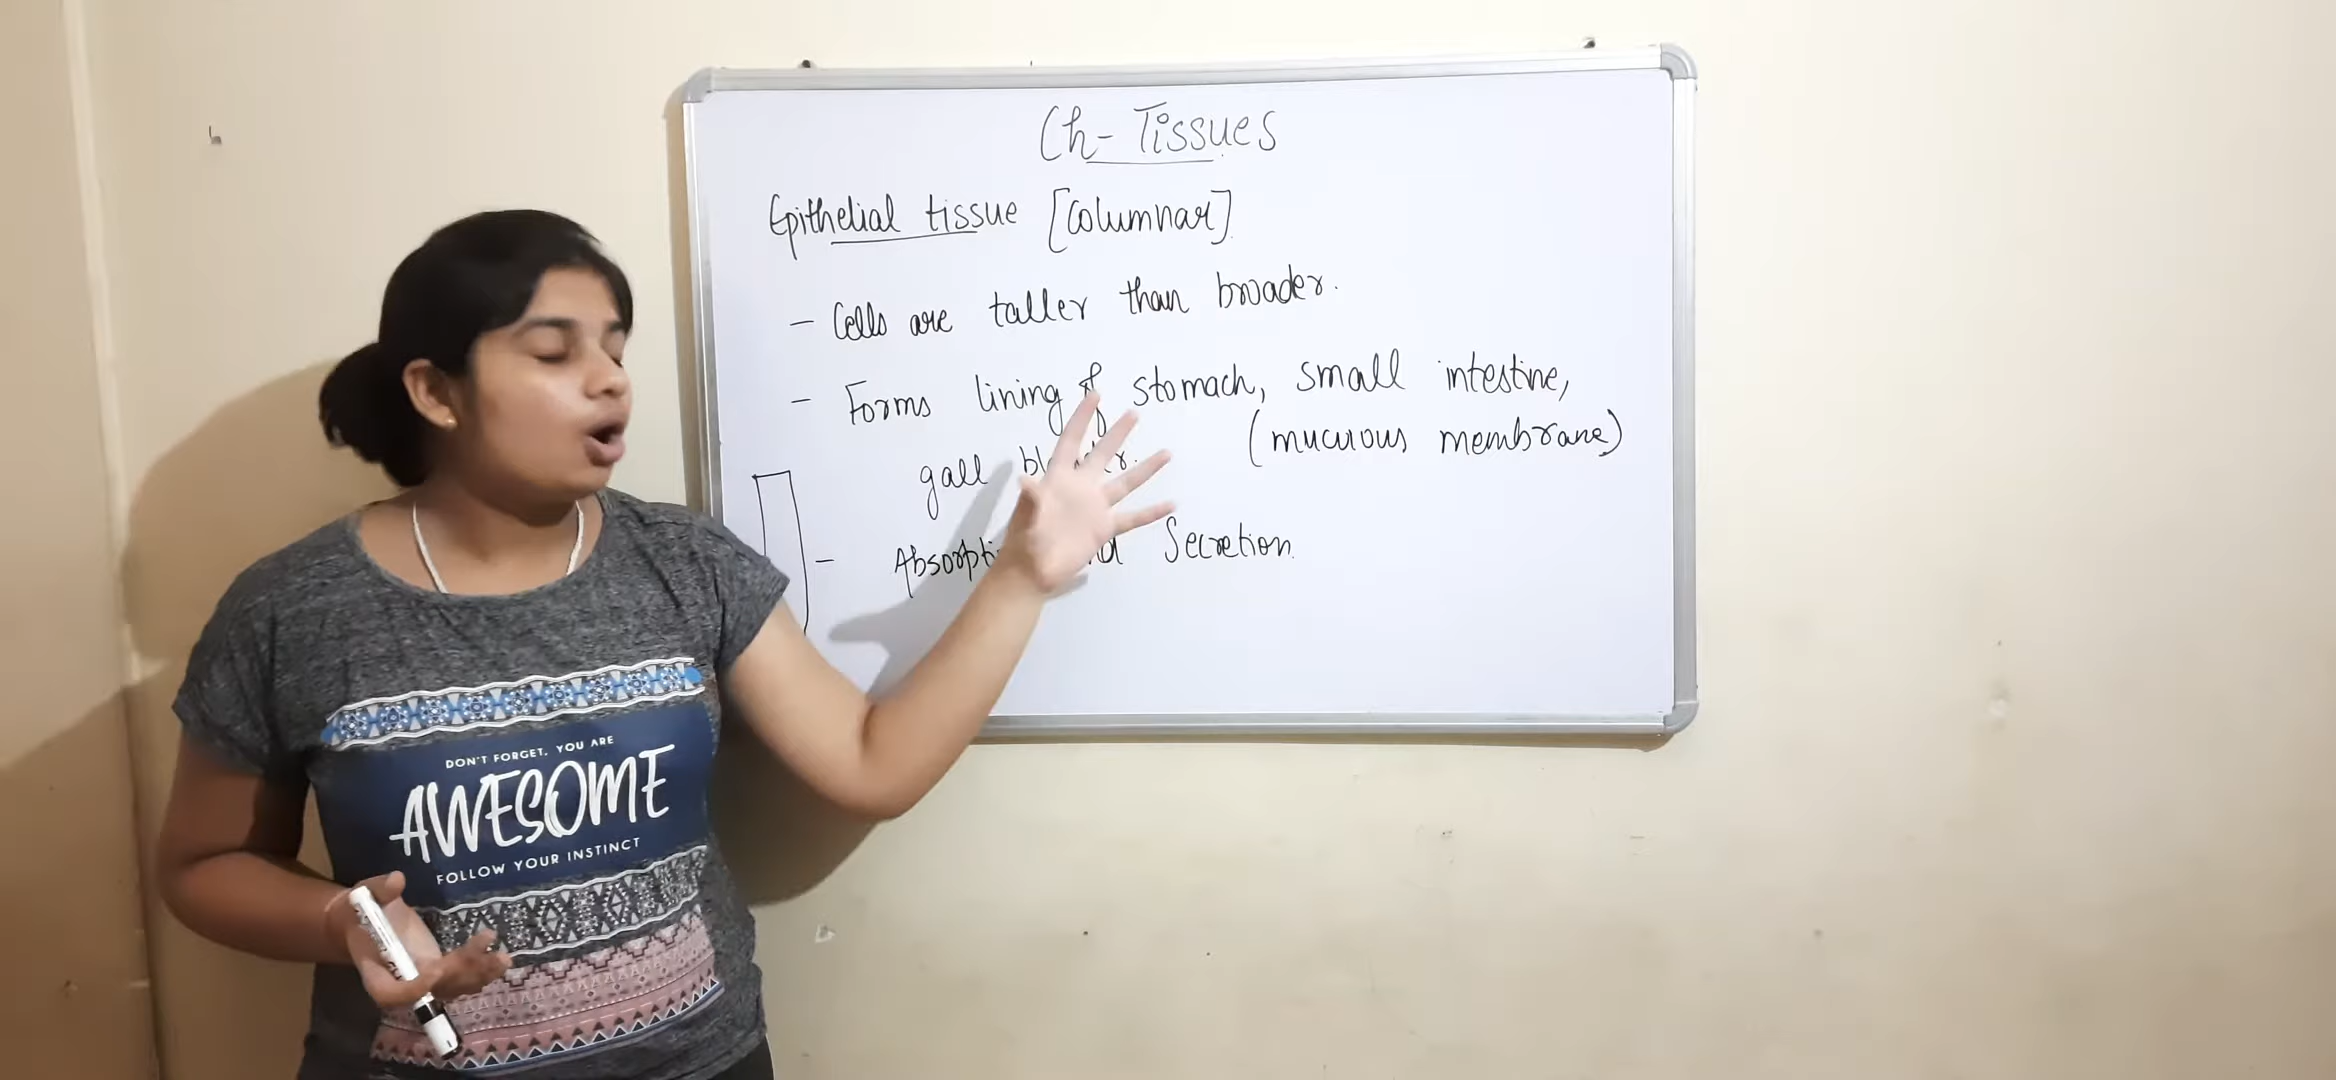 Ch- Tissues
Epithelial tissue [Columnar]
- Cells are taller than broader.
- Forms lining of stomach, small intestine,
gall (mucuous membrane)
- Secretion.
DON'T FORGET, YOU ARE
AWESOME
FOLLOW YOUR INSTINCT